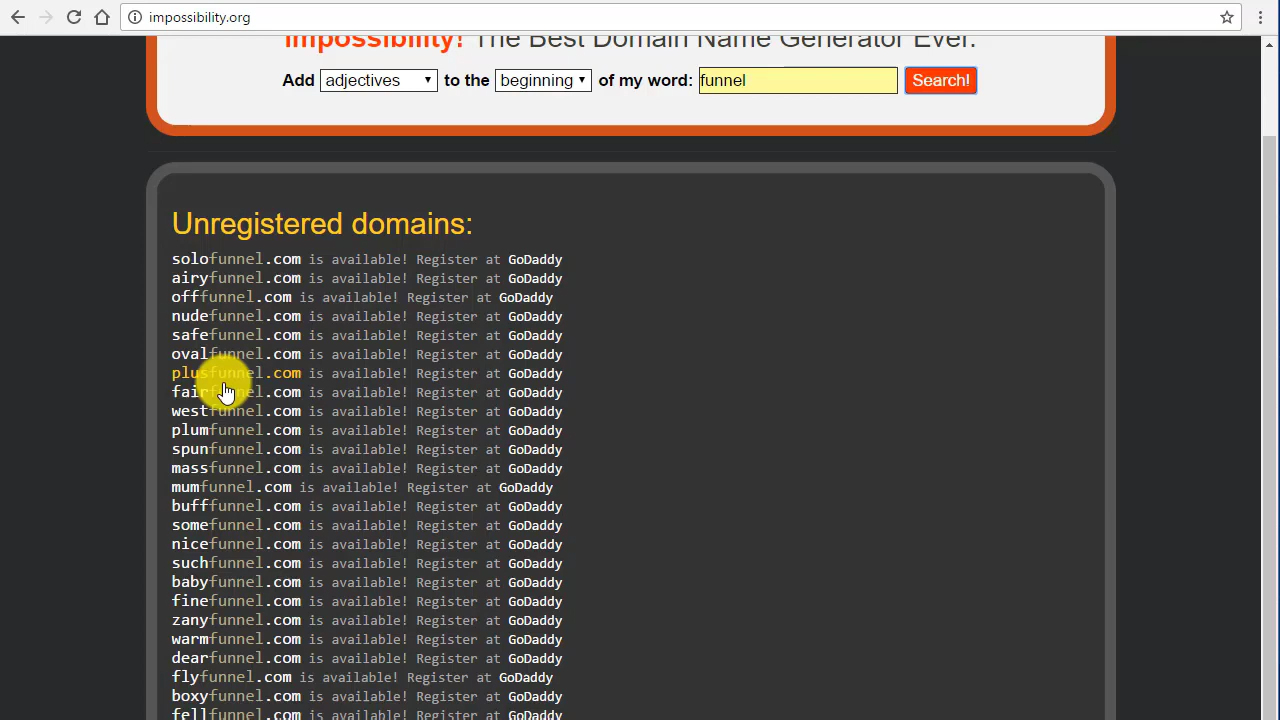 impossibility.org
Impossibility! The Best Domain Name Generator Ever.
Add adjectives to the beginning of my word: funnel Search!
Unregistered domains:
solofunnel.com is available! Register at GoDaddy
airyfunnel.com is available! Register at GoDaddy
offfunnel.com is available! Register at GoDaddy
nudefunnel.com is available! Register at GoDaddy
safefunnel.com is available! Register at GoDaddy
ovalfunnel.com is available! Register at GoDaddy
plusfunnel.com is available! Register at GoDaddy
fairfunnel.com is available! Register at GoDaddy
westfunnel.com is available! Register at GoDaddy
plumfunnel.com is available! Register at GoDaddy
spunfunnel.com is available! Register at GoDaddy
massfunnel.com is available! Register at GoDaddy
mumfunnel.com is available! Register at GoDaddy
bufffunnel.com is available! Register at GoDaddy
somefunnel.com is available! Register at GoDaddy
nicefunnel.com is available! Register at GoDaddy
suchfunnel.com is available! Register at GoDaddy
babyfunnel.com is available! Register at GoDaddy
finefunnel.com is available! Register at GoDaddy
zanyfunnel.com is available! Register at GoDaddy
warmfunnel.com is available! Register at GoDaddy
dearfunnel.com is available! Register at GoDaddy
flyfunnel.com is available! Register at GoDaddy
boxyfunnel.com is available! Register at GoDaddy
fellfunnel.com is available! Register at GoDaddy